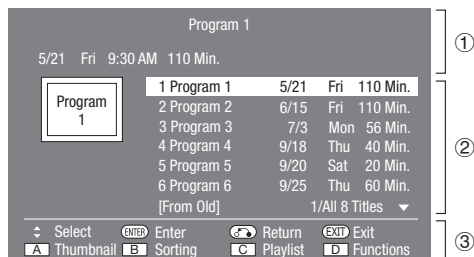 Program 1
5/21 Fri 9:30 AM 110 Min.
①
Program
1
1 Program 1 5/21 Fri 110 Min.
2 Program 2 6/15 Fri 110 Min.
3 Program 3 7/3 Mon 56 Min.
4 Program 4 9/18 Thu 40 Min.
5 Program 5 9/20 Sat 20 Min.
6 Program 6 9/25 Thu 60 Min.
[From Old] 1/All 8 Titles
②
Select ENTER Enter Return EXIT Exit
A Thumbnail B Sorting C Playlist D Functions
③